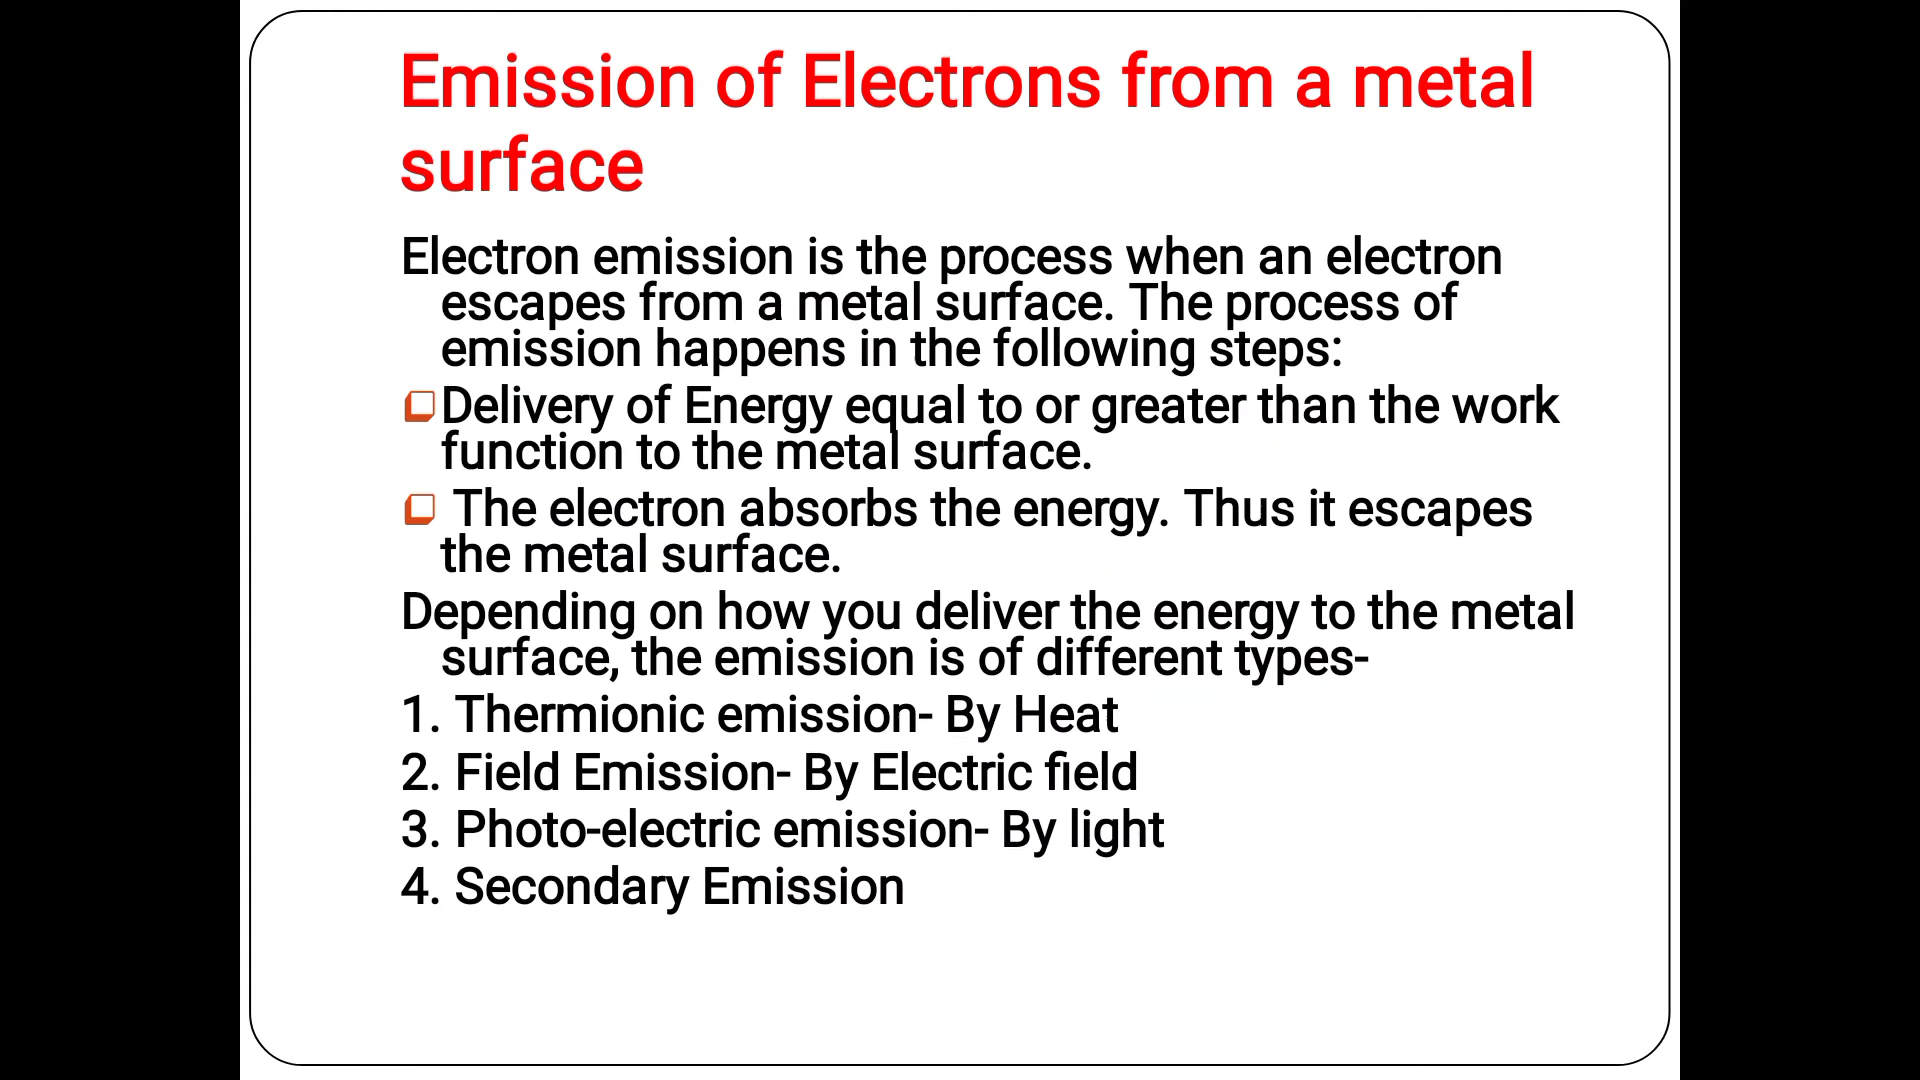 Emission of Electrons from a metal
surface
Electron emission is the process when an electron
escapes from a metal surface. The process of
emission happens in the following steps:
Delivery of Energy equal to or greater than the work
function to the metal surface.
The electron absorbs the energy. Thus it escapes
the metal surface.
Depending on how you deliver the energy to the metal
surface, the emission is of different types-
1. Thermionic emission- By Heat
2. Field Emission- By Electric field
3. Photo-electric emission- By light
4. Secondary Emission